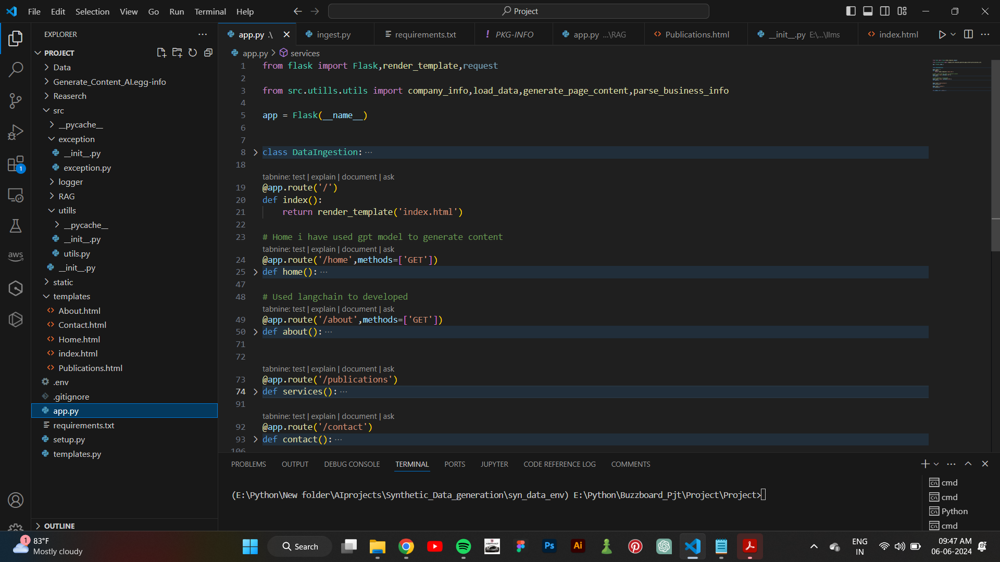 File Edit Selection View Go Run Terminal Help
Project
EXPLORER
PROJECT
Data
Generate_Content_AI.egg-info
Reaserch
src
__pycache__
exception
__init__.py
exception.py
logger
RAG
utills
__pycache__
__init__.py
utils.py
__init__.py
static
templates
About.html
Contact.html
Home.html
index.html
Publications.html
.env
.gitignore
app.py
requirements.txt
setup.py
templates.py
OUTLINE
1
aws
app.py .\ ingest.py requirements.txt ! PKG-INFO app.py ...\RAG Publications.html __init__.py E:\...\llms index.html
app.py > services
1 from flask import Flask,render_template,request
2
3 from src.utills.utils import company_info,load_data,generate_page_content,parse_business_info
4
5 app = Flask(__name__)
6
7
8 class DataIngestion: ...
18
tabnine: test | explain | document | ask
19 @app.route('/')
20 def index():
21 return render_template('index.html')
22
23 # Home i have used gpt model to generate content
tabnine: test | explain | document | ask
24 @app.route('/home',methods=['GET'])
25 def home(): ...
47
48 # Used langchain to developed
tabnine: test | explain | document | ask
49 @app.route('/about',methods=['GET'])
50 def about(): ...
71
72
tabnine: test | explain | document | ask
73 @app.route('/publications')
74 def services(): ...
91
tabnine: test | explain | document | ask
92 @app.route('/contact')
93 def contact(): ...
106
PROBLEMS OUTPUT DEBUG CONSOLE TERMINAL PORTS JUPYTER CODE REFERENCE LOG COMMENTS
(E:\Python\New folder\AIprojects\Synthetic_Data_generation\syn_data_env) E:\Python\Buzzboard_Pjt\Project\Project>
cmd
cmd
Python
cmd
1
83°F
Mostly cloudy
Search
Ps
Ai
ENG
IN
09:47 AM
06-06-2024